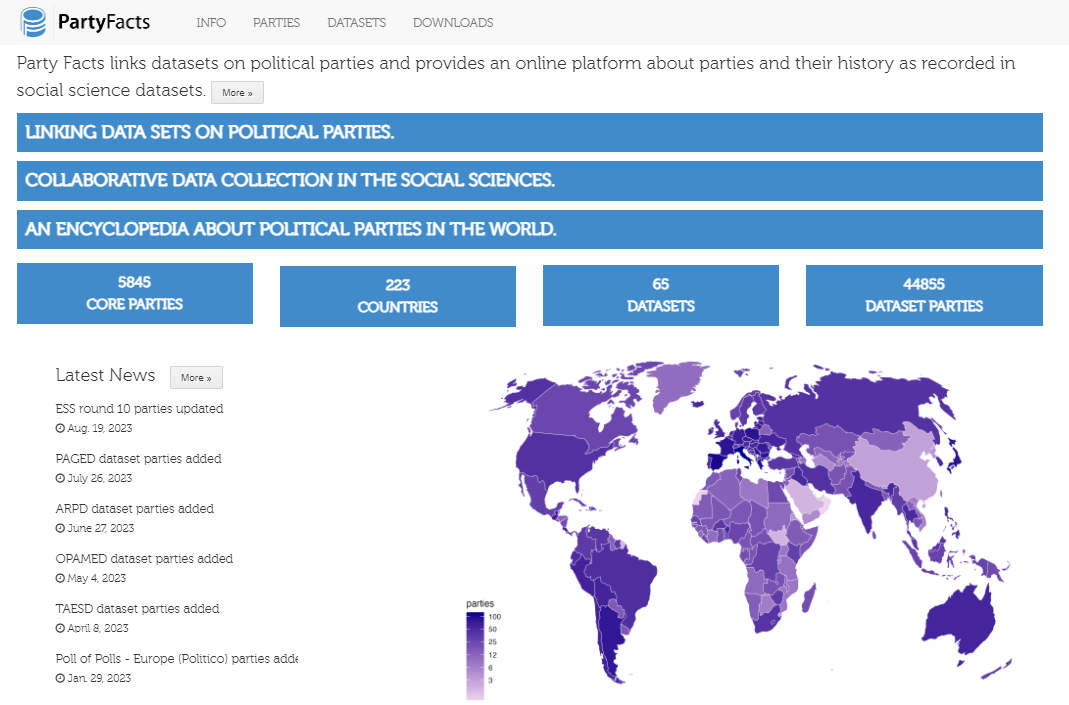 PartyFacts
INFO PARTIES DATASETS DOWNLOADS
Party Facts links datasets on political parties and provides an online platform about parties and their history as recorded in
social science datasets. More »
LINKING DATA SETS ON POLITICAL PARTIES.
COLLABORATIVE DATA COLLECTION IN THE SOCIAL SCIENCES.
AN ENCYCLOPEDIA ABOUT POLITICAL PARTIES IN THE WORLD.
5845
CORE PARTIES
223
COUNTRIES
65
DATASETS
44855
DATASET PARTIES
Latest News More »
ESS round 10 parties updated
Aug. 19, 2023
PAGED dataset parties added
July 26, 2023
ARPD dataset parties added
June 27, 2023
OPAMED dataset parties added
May 4, 2023
TAESD dataset parties added
April 8, 2023
Poll of Polls - Europe (Politico) parties adde
Jan. 29, 2023
parties
100
50
25
12
6
3